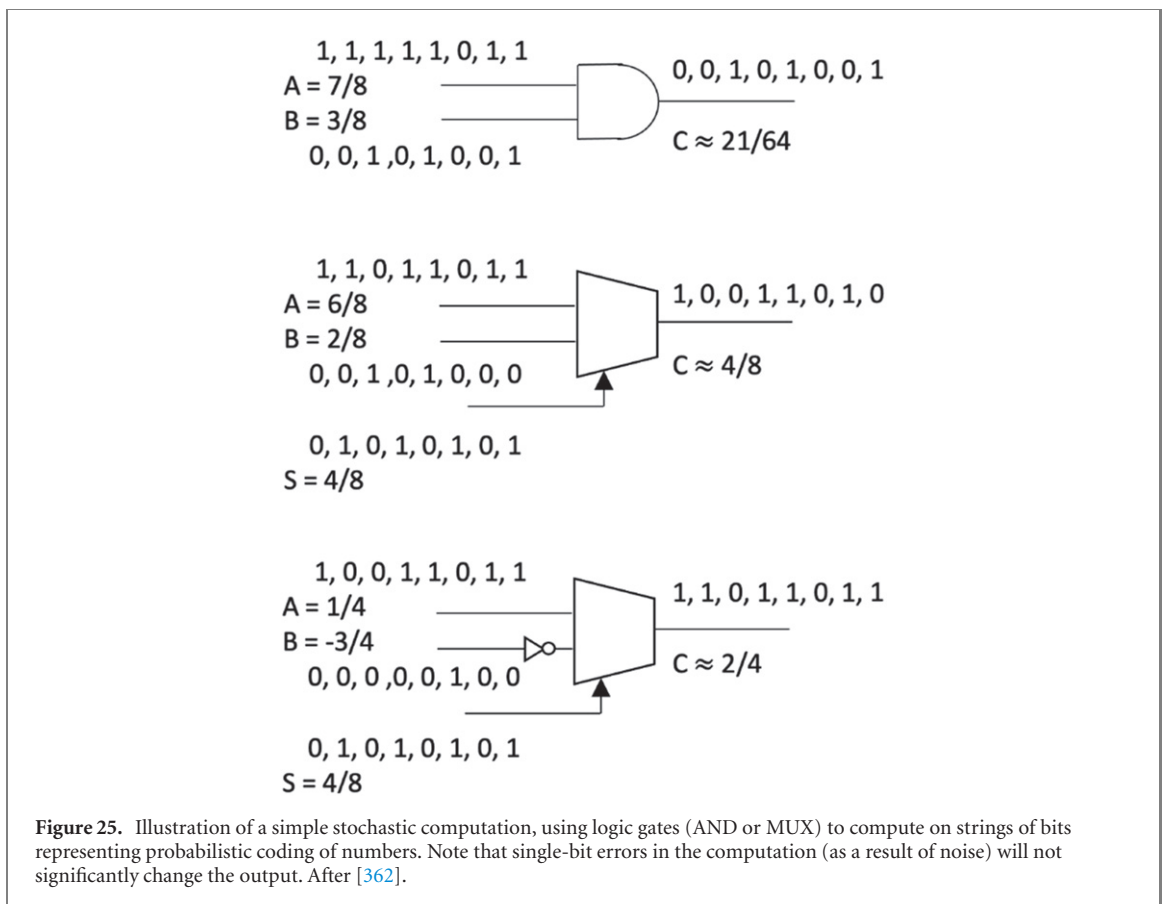 1, 1, 1, 1, 1, 0, 1, 1
A = 7/8
B = 3/8
0, 0, 1 ,0, 1, 0, 0, 1
0, 0, 1, 0, 1, 0, 0, 1
C ≈ 21/64
1, 1, 0, 1, 1, 0, 1, 1
A = 6/8
B = 2/8
0, 0, 1 ,0, 1, 0, 0, 0
1, 0, 0, 1, 1, 0, 1, 0
C ≈ 4/8
0, 1, 0, 1, 0, 1, 0, 1
S = 4/8
1, 0, 0, 1, 1, 0, 1, 1
A = 1/4
B = -3/4
0, 0, 0 ,0, 0, 1, 0, 0
1, 1, 0, 1, 1, 0, 1, 1
C ≈ 2/4
0, 1, 0, 1, 0, 1, 0, 1
S = 4/8
Figure 25. Illustration of a simple stochastic computation, using logic gates (AND or MUX) to compute on strings of bits
representing probabilistic coding of numbers. Note that single-bit errors in the computation (as a result of noise) will not
significantly change the output. After [362].